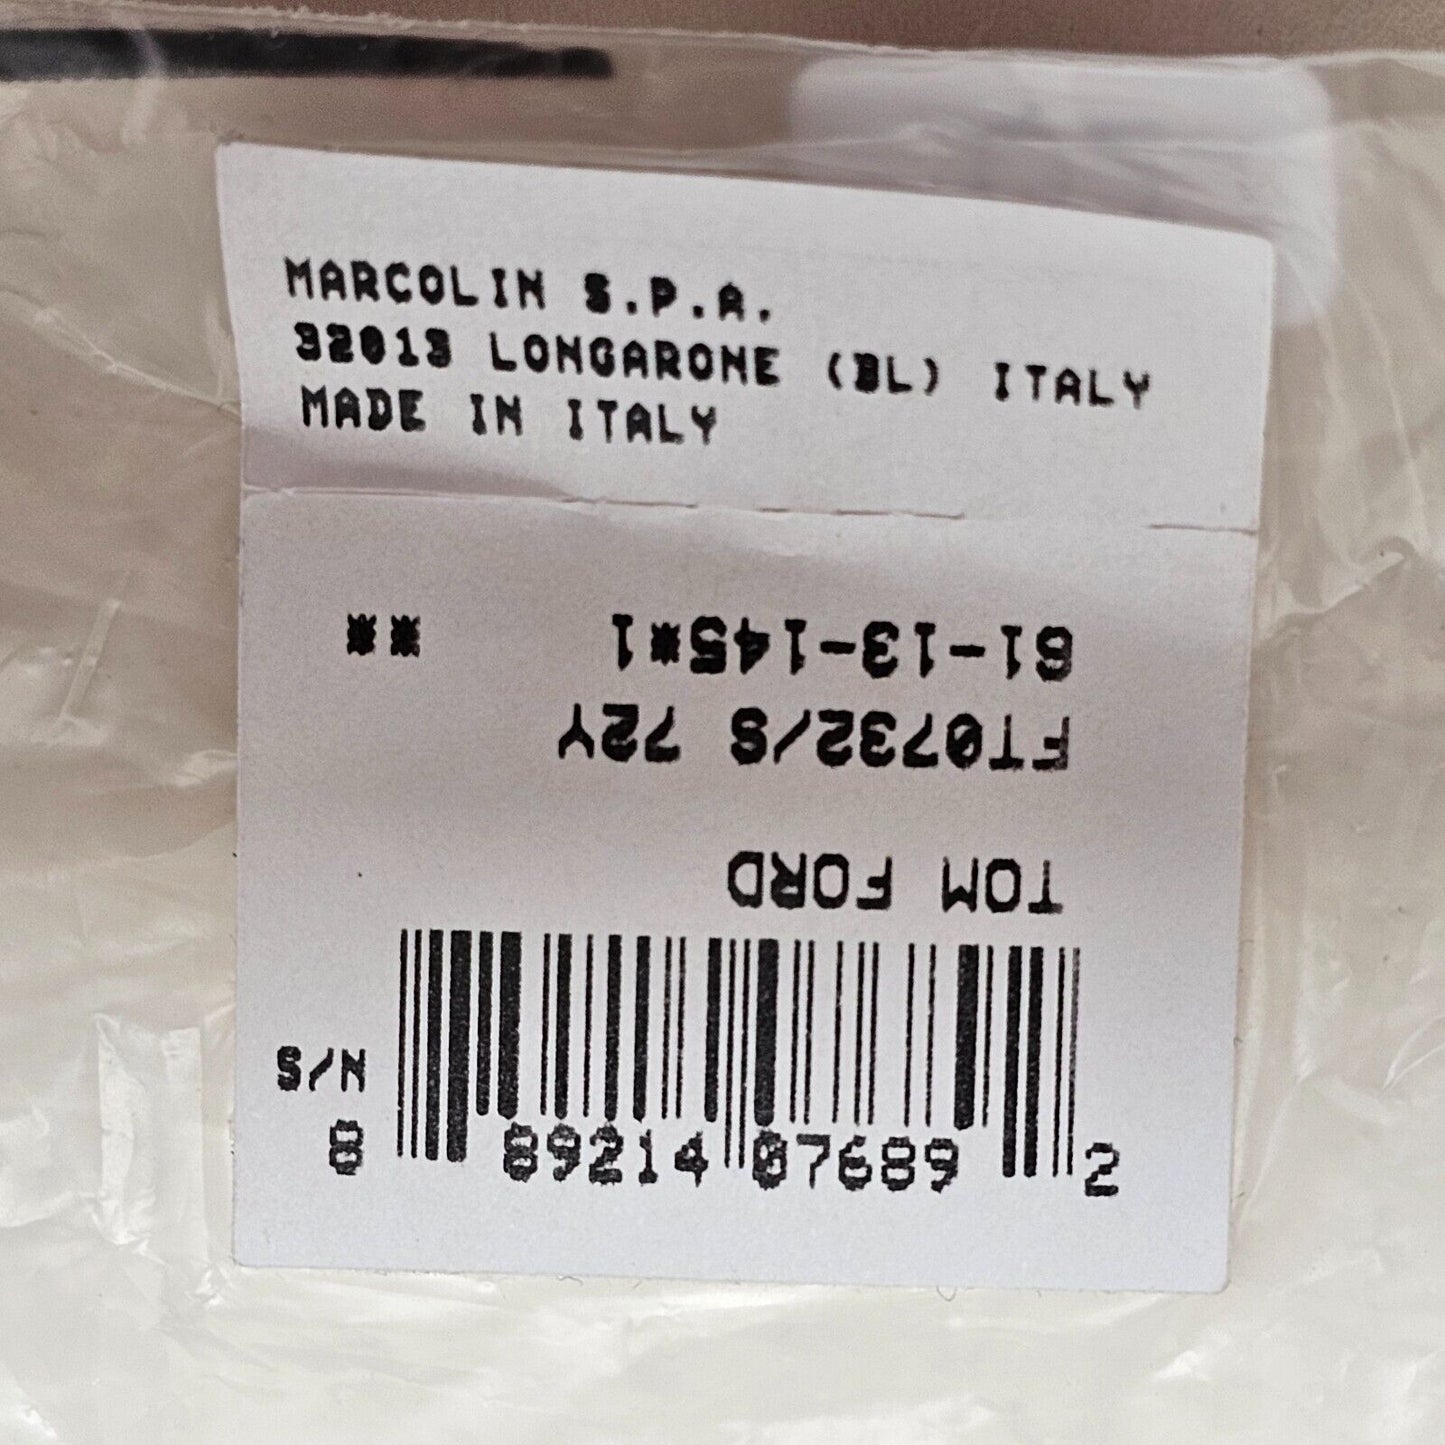 MARCOLIN S.P.A.
32013 LONGARONE (BL) ITALY
MADE IN ITALY
TOM FORD
FT0732/S 72Y
61-13-145*1 **
S/N
8 89214 07689 2